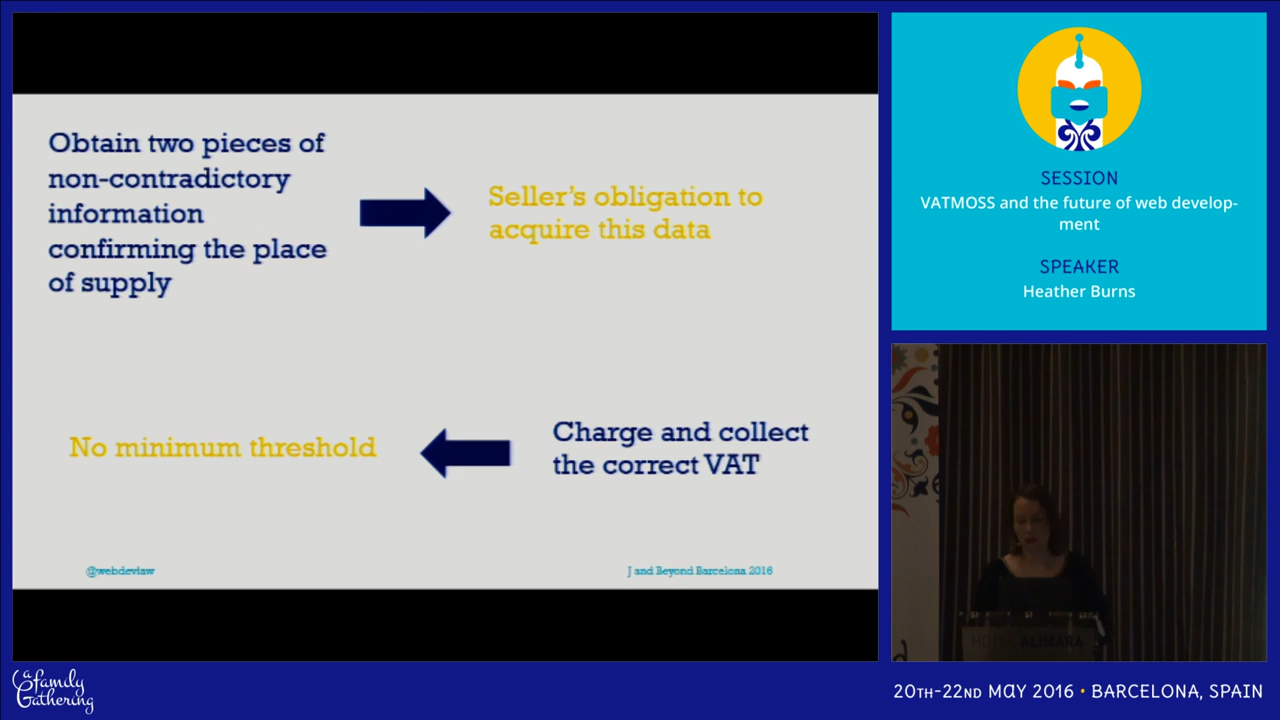 Obtain two pieces of
non-contradictory
information
confirming the place
of supply
Seller's obligation to
acquire this data
No minimum threshold
Charge and collect
the correct VAT
@webdevlaw
J and Beyond Barcelona 2016
SESSION
VATMOSS and the future of web develop-
ment
SPEAKER
Heather Burns
HOTEL ALIMARA
a family
Gathering
20TH-22ND MAY 2016 • BARCELONA, SPAIN